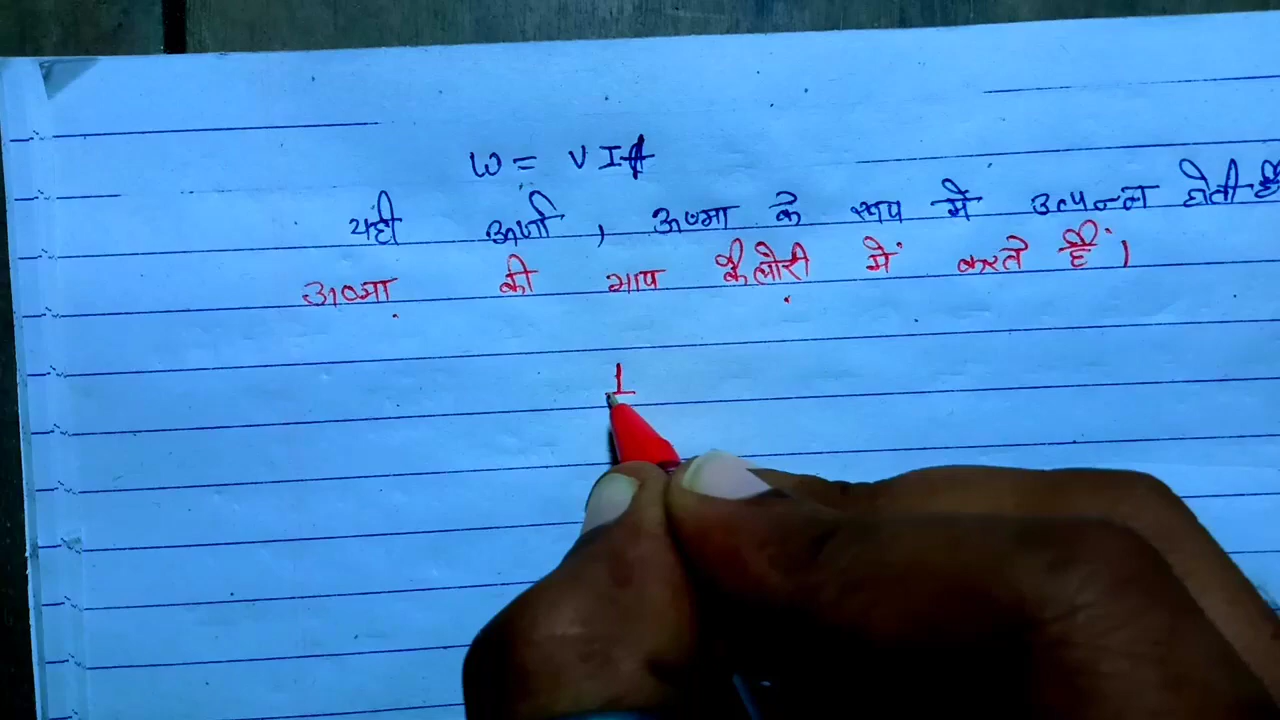 W = VIt
यही ऊर्जा , ऊष्मा के रूप में उत्पन्न होती है
ऊष्मा की माप कैलोरी में करते हैं।
1